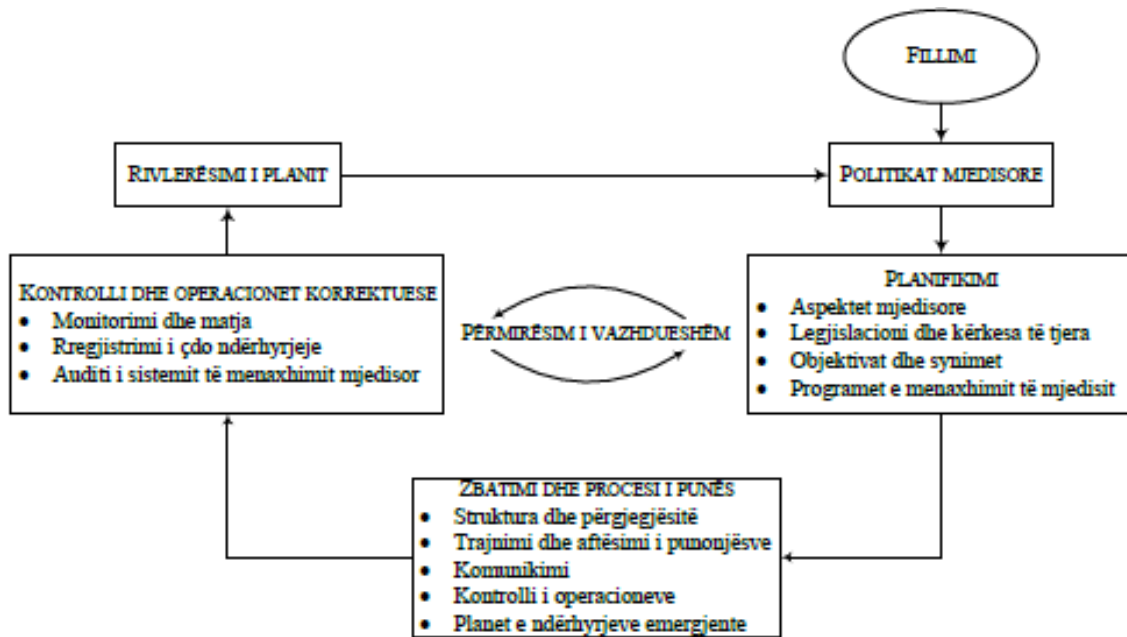 FILLIMI
RIVLERËSIMI I PLANIT
POLITIKAT MJEDISORE
KONTROLLI DHE OPERACIONET KORREKTUESE
• Monitorimi dhe matja
• Rregjistrimi i çdo ndërhyrjeje
• Auditi i sistemit të menaxhimit mjedisor
PËRMIRËSIM I VAZHDUESHËM
PLANIFIKIMI
• Aspektet mjedisore
• Legjislacioni dhe kërkesa të tjera
• Objektivat dhe synimet
• Programet e menaxhimit të mjedisit
ZBATIMI DHE PROCESI I PUNËS
• Struktura dhe përgjegjësitë
• Trajnimi dhe aftësimi i punonjësve
• Komunikimi
• Kontrolli i operacioneve
• Planet e ndërhyrjeve emergjente